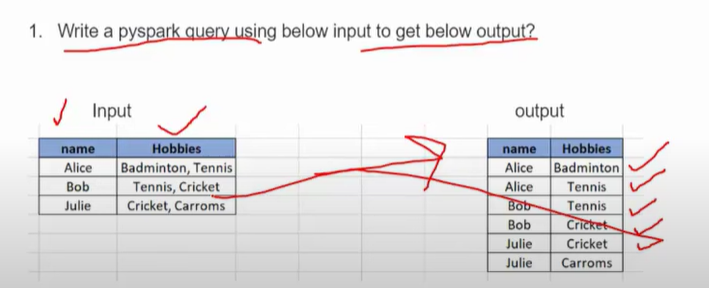 1. Write a pyspark query using below input to get below output?
Input
output
name Hobbies
Alice Badminton, Tennis
Bob Tennis, Cricket
Julie Cricket, Carroms
name Hobbies
Alice Badminton
Alice Tennis
Bob Tennis
Bob Cricket
Julie Cricket
Julie Carroms